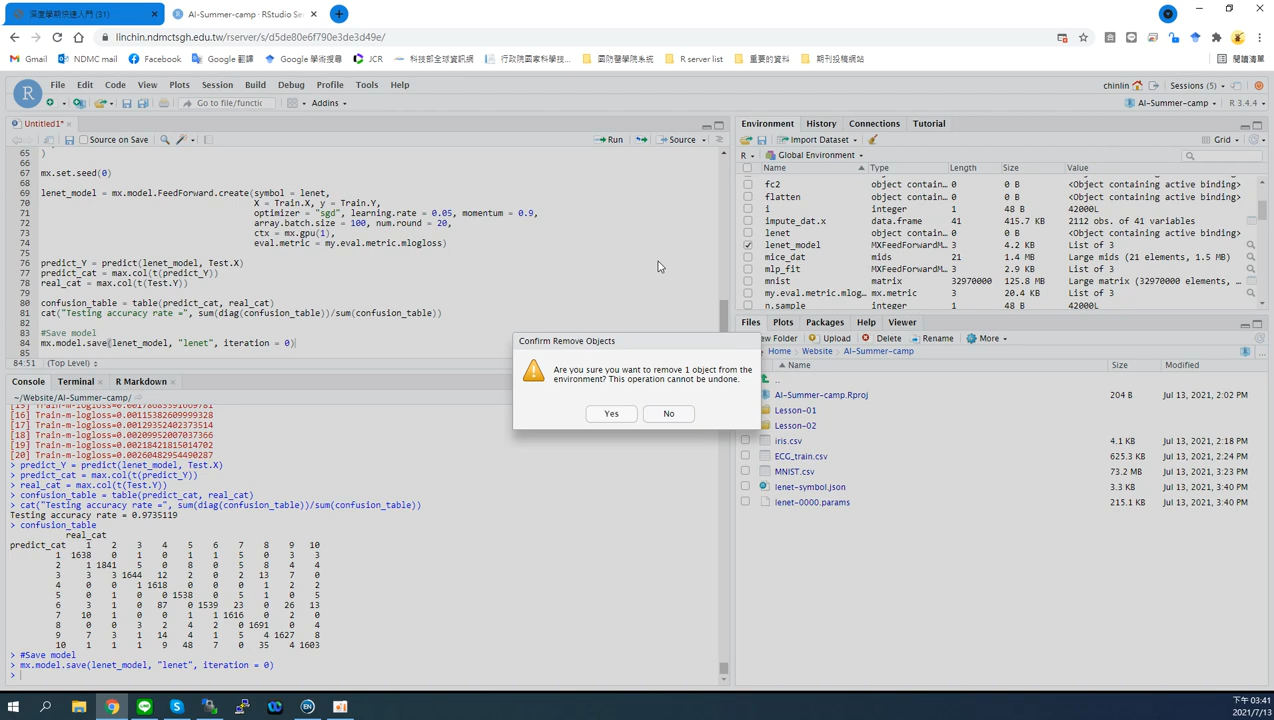 深度學期快速人門 (31)
AI-Summer-camp · RStudio Se
linchin.ndmctsgh.edu.tw/rserver/s/d5de80e6f790e3de3d49e/
Gmail NDMC mail Facebook Google 翻譯 Google 學術搜尋 JCR 科技部全球資訊網 行政院國家科學技... 國防醫學院系統 R server list 重要的資料 期刊投稿網站 閱讀清單
File Edit Code View Plots Session Build Debug Profile Tools Help
chinlin Sessions (5)
Go to file/functic Addins
AI-Summer-camp R 3.4.4
Untitled1*
Source on Save Run Source
65 )
66
67 mx.set.seed(0)
68
69 lenet_model = mx.model.FeedForward.create(symbol = lenet,
70 X = Train.X, y = Train.Y,
71 optimizer = "sgd", learning.rate = 0.05, momentum = 0.9,
72 array.batch.size = 100, num.round = 20,
73 ctx = mx.gpu(1),
74 eval.metric = my.eval.metric.mlogloss)
75
76 predict_Y = predict(lenet_model, Test.X)
77 predict_cat = max.col(t(predict_Y))
78 real_cat = max.col(t(Test.Y))
79
80 confusion_table = table(predict_cat, real_cat)
81 cat("Testing accuracy rate =", sum(diag(confusion_table))/sum(confusion_table))
82
83 #Save model
84 mx.model.save(lenet_model, "lenet", iteration = 0)
85
84:51 (Top Level)
Console Terminal R Markdown
~/Website/AI-Summer-camp/
[16] Train-m-logloss=0.00115382609999328
[17] Train-m-logloss=0.00129352402373514
[18] Train-m-logloss=0.00209952007037366
[19] Train-m-logloss=0.00218421815014702
[20] Train-m-logloss=0.00260482954490287
> predict_Y = predict(lenet_model, Test.X)
> predict_cat = max.col(t(predict_Y))
> real_cat = max.col(t(Test.Y))
> confusion_table = table(predict_cat, real_cat)
> cat("Testing accuracy rate =", sum(diag(confusion_table))/sum(confusion_table))
Testing accuracy rate = 0.9735119
> confusion_table
real_cat
predict_cat 1 2 3 4 5 6 7 8 9 10
1 1638 0 1 0 1 1 5 0 3 3
2 1 1841 5 0 8 0 5 8 4 4
3 3 3 1644 12 2 0 2 13 7 0
4 0 0 1 1618 0 0 0 1 2 2
5 0 1 0 0 1538 0 5 1 0 5
6 3 1 0 87 0 1539 23 0 26 13
7 10 1 0 0 1 1 1616 0 2 0
8 0 0 3 2 4 2 0 1691 0 4
9 7 3 1 14 4 1 5 4 1627 8
10 1 1 1 9 48 7 0 35 4 1603
> #Save model
> mx.model.save(lenet_model, "lenet", iteration = 0)
>
Environment History Connections Tutorial
Import Dataset Grid
R Global Environment
Name Type Length Size Value
fc2 object contain… 0 0 B <Object containing active binding>
flatten object contain… 0 0 B <Object containing active binding>
i integer 1 48 B 42000L
impute_dat.x data.frame 41 415.7 KB 2112 obs. of 41 variables
lenet object contain… 0 0 B <Object containing active binding>
lenet_model MXFeedForwardM… 3 4.2 KB List of 3
mice_dat mids 21 1.4 MB Large mids (21 elements, 1.5 MB)
mlp_fit MXFeedForwardM… 3 2.9 KB List of 3
mnist matrix 32970000 125.8 MB Large matrix (32970000 elements, …
my.eval.metric.mlog… mx.metric 3 20.4 KB List of 3
n.sample integer 1 48 B 42000L
Files Plots Packages Help Viewer
ew Folder Upload Delete Rename More
Home Website AI-Summer-camp
Name Size Modified
..
AI-Summer-camp.Rproj 204 B Jul 13, 2021, 2:02 PM
Lesson-01
Lesson-02
iris.csv 4.1 KB Jul 13, 2021, 2:18 PM
ECG_train.csv 625.3 KB Jul 13, 2021, 2:24 PM
MNIST.csv 73.2 MB Jul 13, 2021, 3:23 PM
lenet-symbol.json 3.3 KB Jul 13, 2021, 3:40 PM
lenet-0000.params 215.1 KB Jul 13, 2021, 3:40 PM
Confirm Remove Objects
Are you sure you want to remove 1 object from the
environment? This operation cannot be undone.
Yes No
下午 03:41
2021/7/13